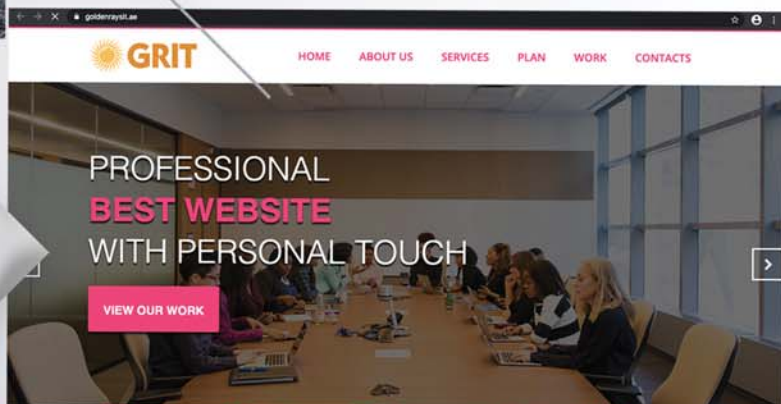 goldenraysit.ae
GRIT
HOME ABOUT US SERVICES PLAN WORK CONTACTS
PROFESSIONAL
BEST WEBSITE
WITH PERSONAL TOUCH
VIEW OUR WORK